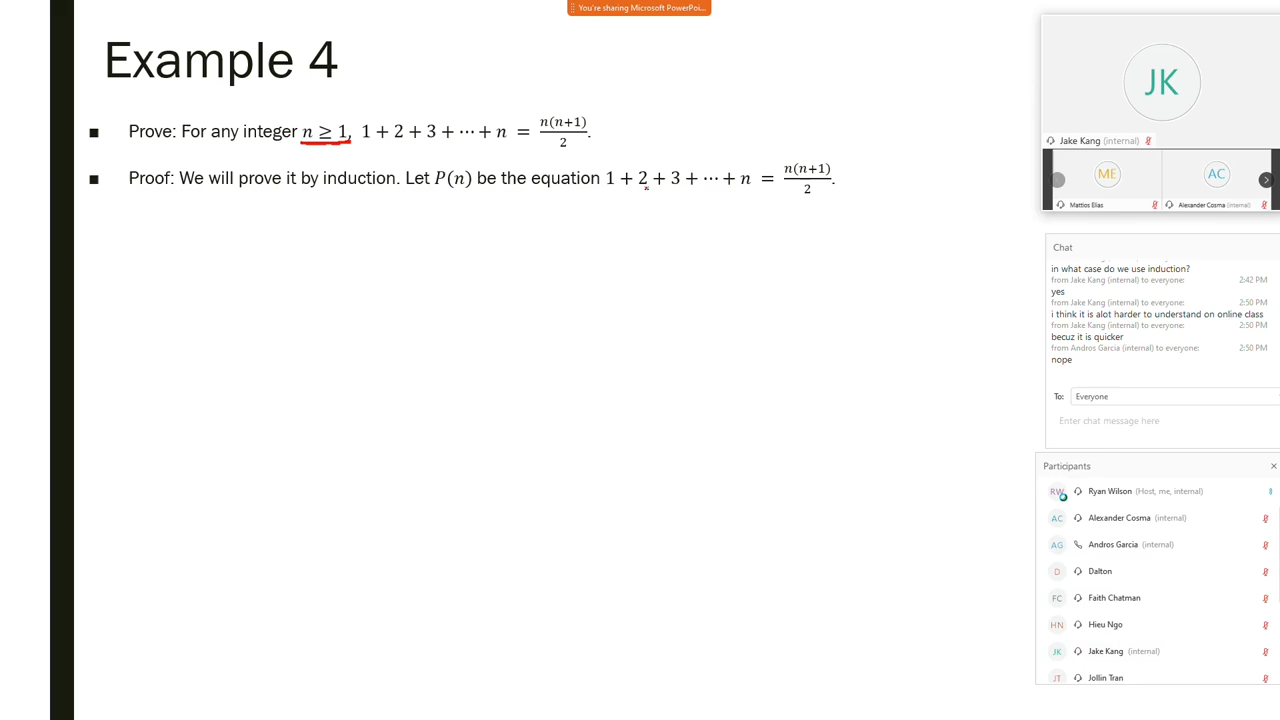 You're sharing Microsoft PowerPoi...
Example 4
■ Prove: For any integer n ≥ 1, 1 + 2 + 3 + ⋯ + n = n(n+1)/2.
■ Proof: We will prove it by induction. Let P(n) be the equation 1 + 2 + 3 + ⋯ + n = n(n+1)/2.
JK
Jake Kang (internal)
ME
AC
Mattios Elias
Alexander Cosma (internal)
Chat
in what case do we use induction?
from Jake Kang (internal) to everyone: 2:42 PM
yes
from Jake Kang (internal) to everyone: 2:50 PM
i think it is alot harder to understand on online class
from Jake Kang (internal) to everyone: 2:50 PM
becuz it is quicker
from Andros Garcia (internal) to everyone: 2:50 PM
nope
To: Everyone
Enter chat message here
Participants
RW Ryan Wilson (Host, me, internal)
AC Alexander Cosma (internal)
AG Andros Garcia (internal)
D Dalton
FC Faith Chatman
HN Hieu Ngo
JK Jake Kang (internal)
JT Jollin Tran